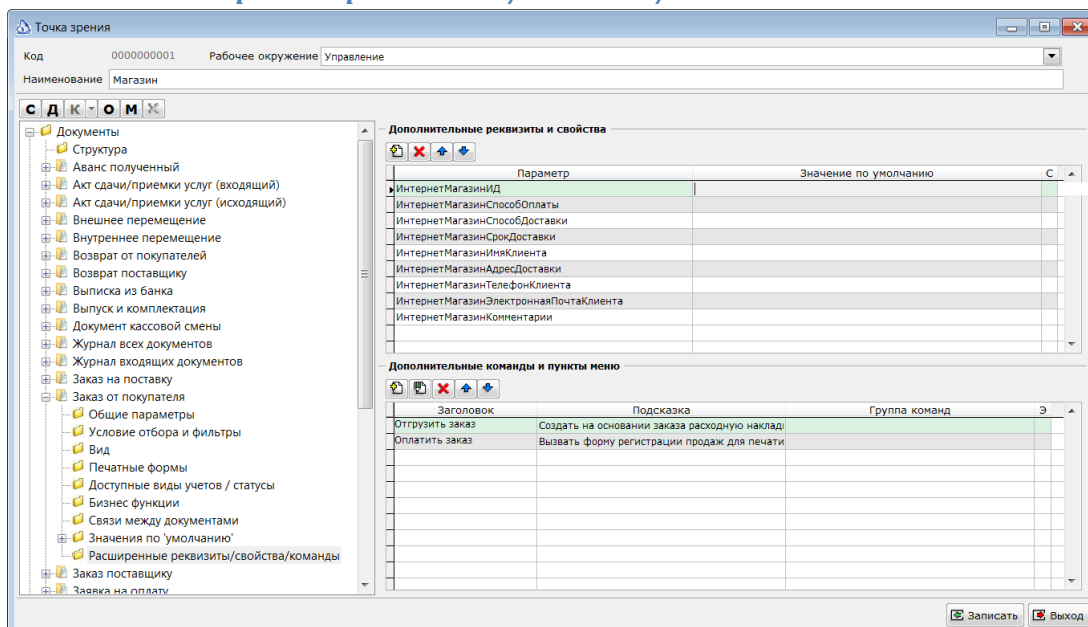 Точка зрения
Код 0000000001 Рабочее окружение Управление
Наименование Магазин
С Д К О М
Документы
Структура
Аванс полученный
Акт сдачи/приемки услуг (входящий)
Акт сдачи/приемки услуг (исходящий)
Внешнее перемещение
Внутреннее перемещение
Возврат от покупателей
Возврат поставщику
Выписка из банка
Выпуск и комплектация
Документ кассовой смены
Журнал всех документов
Журнал входящих документов
Заказ на поставку
Заказ от покупателя
Общие параметры
Условие отбора и фильтры
Вид
Печатные формы
Доступные виды учетов / статусы
Бизнес функции
Связи между документами
Значения по 'умолчанию'
Расширенные реквизиты/свойства/команды
Заказ поставщику
Заявка на оплату
Дополнительные реквизиты и свойства
Параметр Значение по умолчанию С
ИнтернетМагазинИД
ИнтернетМагазинСпособОплаты
ИнтернетМагазинСпособДоставки
ИнтернетМагазинСрокДоставки
ИнтернетМагазинИмяКлиента
ИнтернетМагазинАдресДоставки
ИнтернетМагазинТелефонКлиента
ИнтернетМагазинЭлектроннаяПочтаКлиента
ИнтернетМагазинКомментарии
Дополнительные команды и пункты меню
Заголовок Подсказка Группа команд Э
Отгрузить заказ Создать на основании заказа расходную наклад
Оплатить заказ Вызвать форму регистрации продаж для печати
Записать Выход